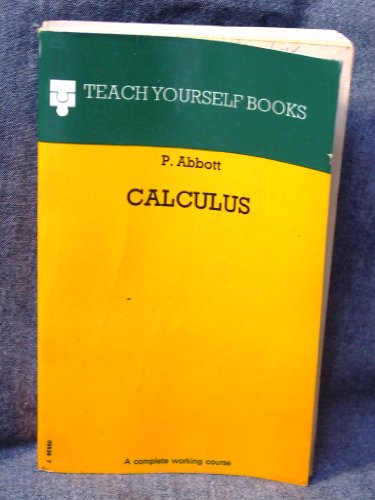 TEACH YOURSELF BOOKS
P. Abbott
CALCULUS
A complete working course